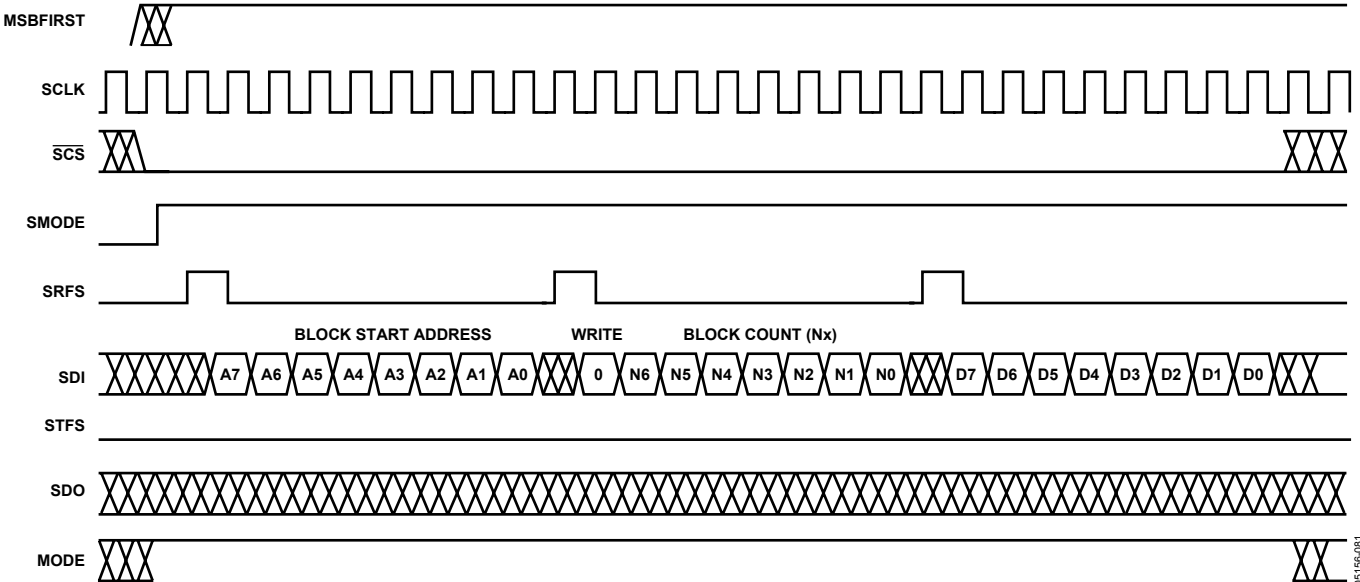 MSBFIRST
SCLK
SCS
SMODE
SRFS
BLOCK START ADDRESS WRITE BLOCK COUNT (Nx)
SDI A7 A6 A5 A4 A3 A2 A1 A0 0 N6 N5 N4 N3 N2 N1 N0 D7 D6 D5 D4 D3 D2 D1 D0
STFS
SDO
MODE